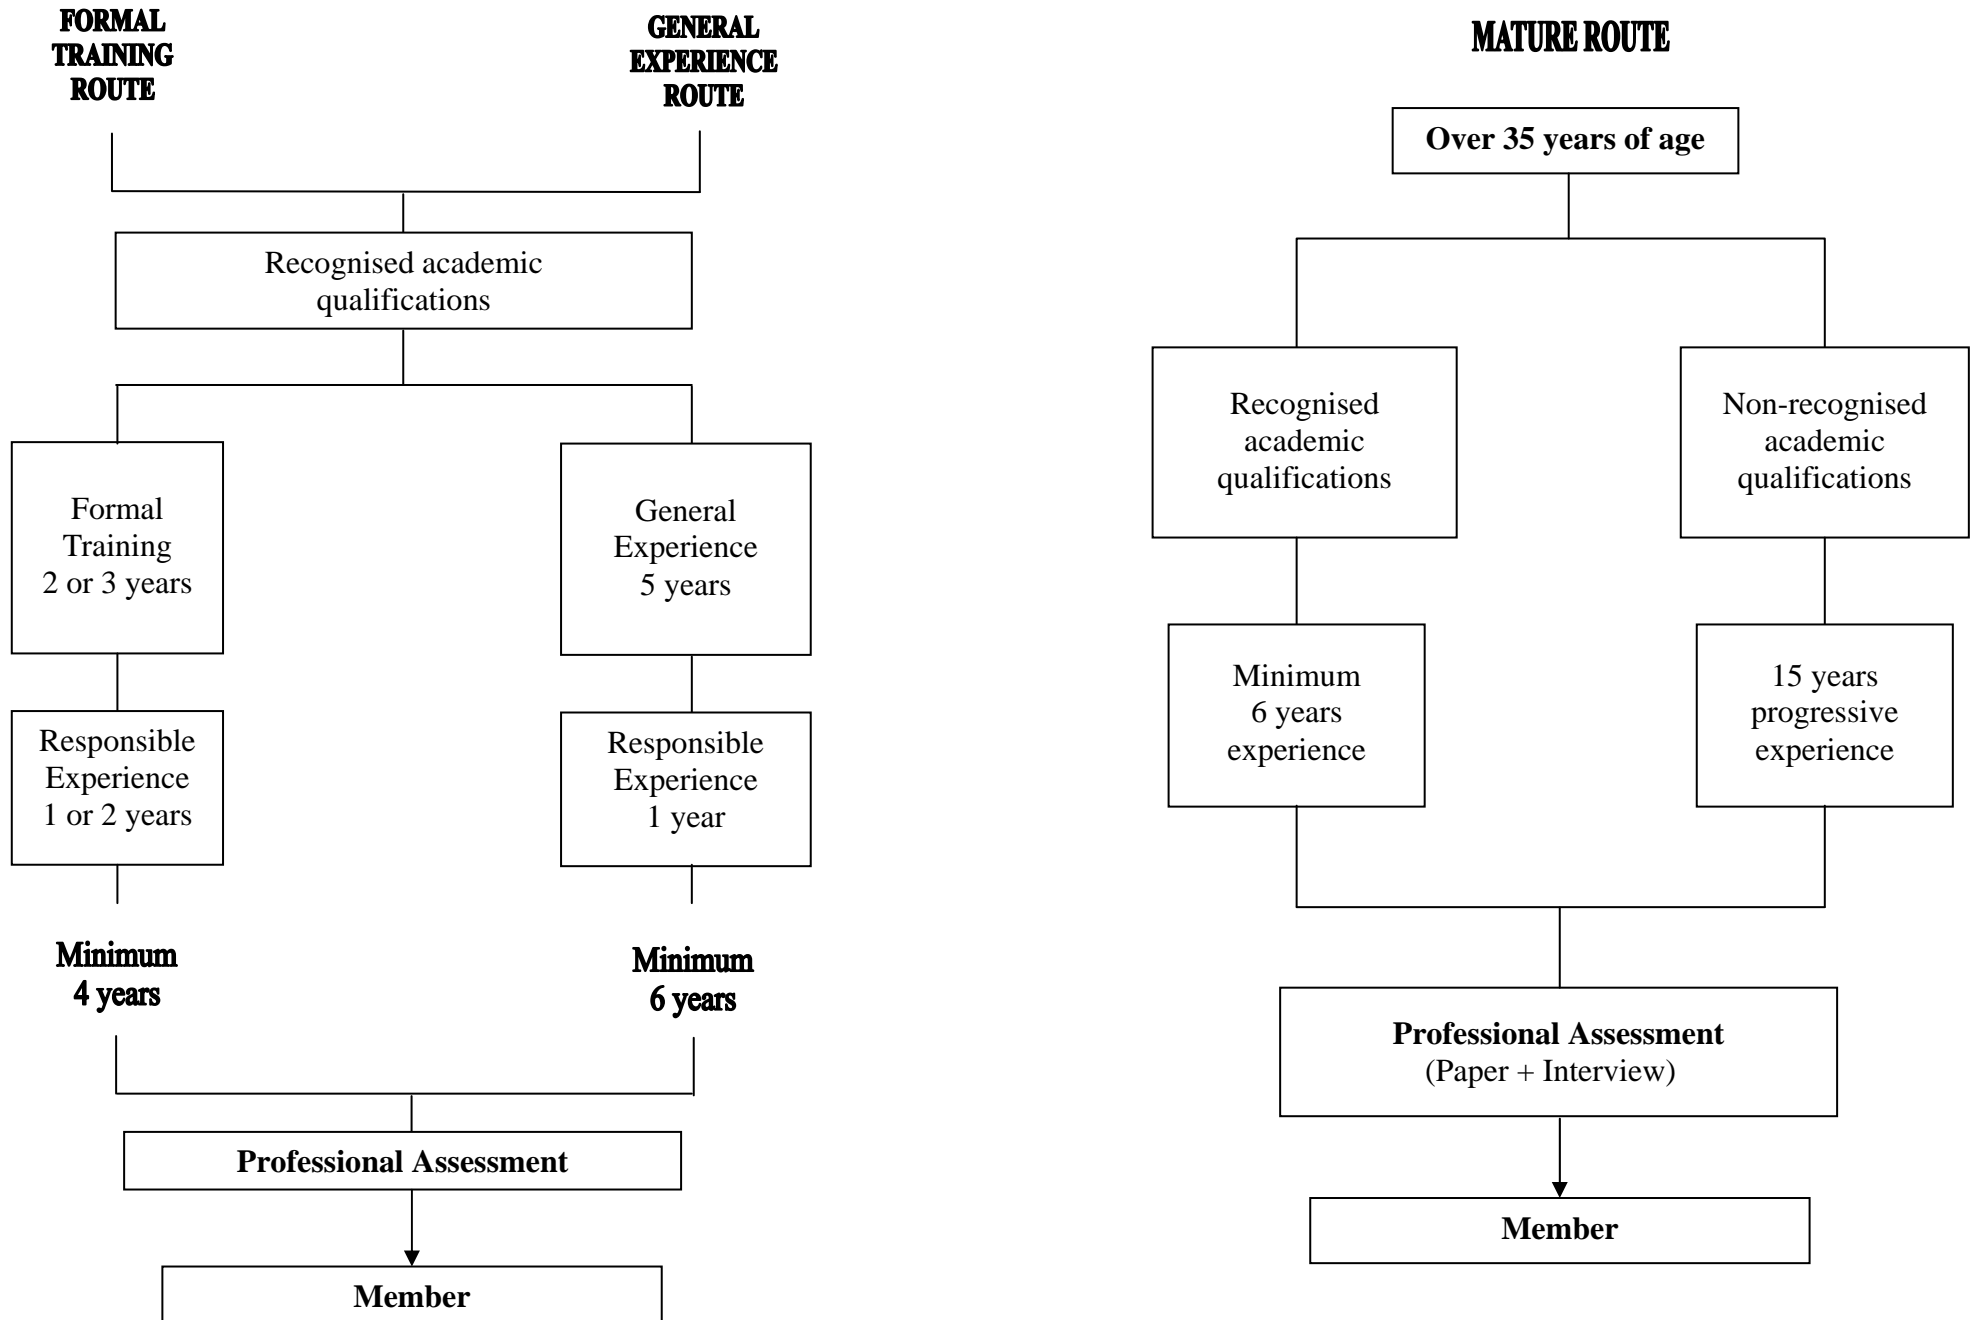 FORMAL
TRAINING
ROUTE
GENERAL
EXPERIENCE
ROUTE
Recognised academic
qualifications
Formal
Training
2 or 3 years
General
Experience
5 years
Responsible
Experience
1 or 2 years
Responsible
Experience
1 year
Minimum
4 years
Minimum
6 years
Professional Assessment
Member
MATURE ROUTE
Over 35 years of age
Recognised
academic
qualifications
Non-recognised
academic
qualifications
Minimum
6 years
experience
15 years
progressive
experience
Professional Assessment
(Paper + Interview)
Member